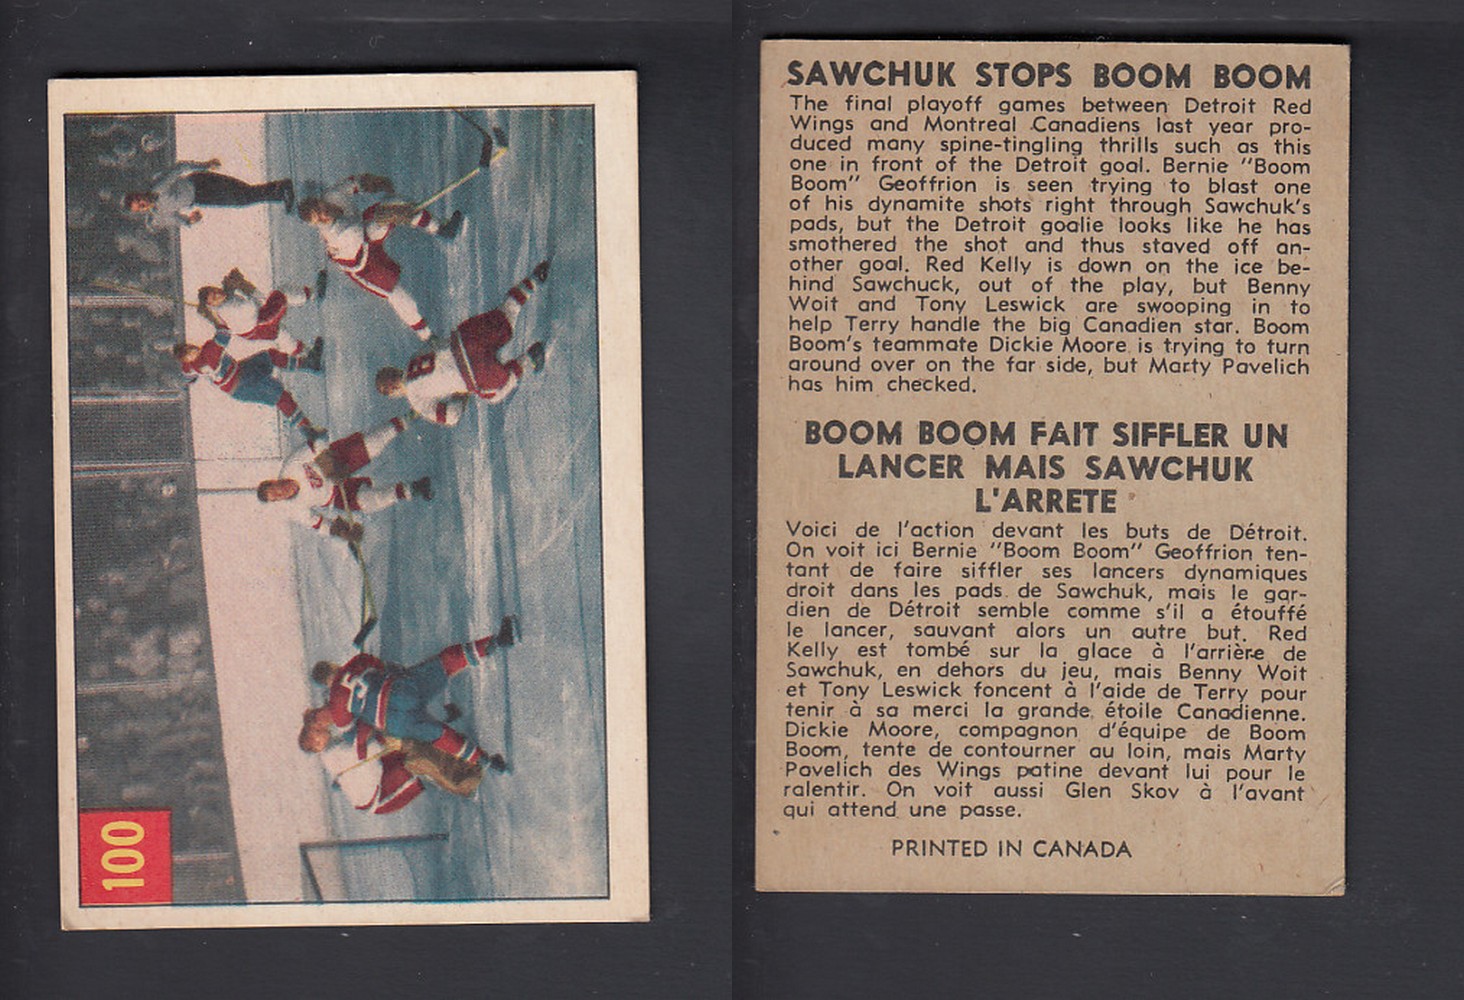 100
SAWCHUK STOPS BOOM BOOM
The final playoff games between Detroit Red
Wings and Montreal Canadiens last year pro-
duced many spine-tingling thrills such as this
one in front of the Detroit goal. Bernie "Boom
Boom" Geoffrion is seen trying to blast one
of his dynamite shots right through Sawchuk's
pads, but the Detroit goalie looks like he has
smothered the shot and thus staved off an-
other goal. Red Kelly is down on the ice be-
hind Sawchuck, out of the play, but Benny
Woit and Tony Leswick are swooping in to
help Terry handle the big Canadien star. Boom
Boom's teammate Dickie Moore is trying to turn
around over on the far side, but Marty Pavelich
has him checked.
BOOM BOOM FAIT SIFFLER UN
LANCER MAIS SAWCHUK
L'ARRETE
Voici de l'action devant les buts de Détroit.
On voit ici Bernie "Boom Boom" Geoffrion ten-
tant de faire siffler ses lancers dynamiques
droit dans les pads de Sawchuk, mais le gar-
dien de Détroit semble comme s'il a étouffé
le lancer, sauvant alors un autre but. Red
Kelly est tombé sur la glace à l'arrière de
Sawchuk, en dehors du jeu, mais Benny Woit
et Tony Leswick foncent à l'aide de Terry pour
tenir à sa merci la grande étoile Canadienne.
Dickie Moore, compagnon d'équipe de Boom
Boom, tente de contourner au loin, mais Marty
Pavelich des Wings patine devant lui pour le
ralentir. On voit aussi Glen Skov à l'avant
qui attend une passe.
PRINTED IN CANADA